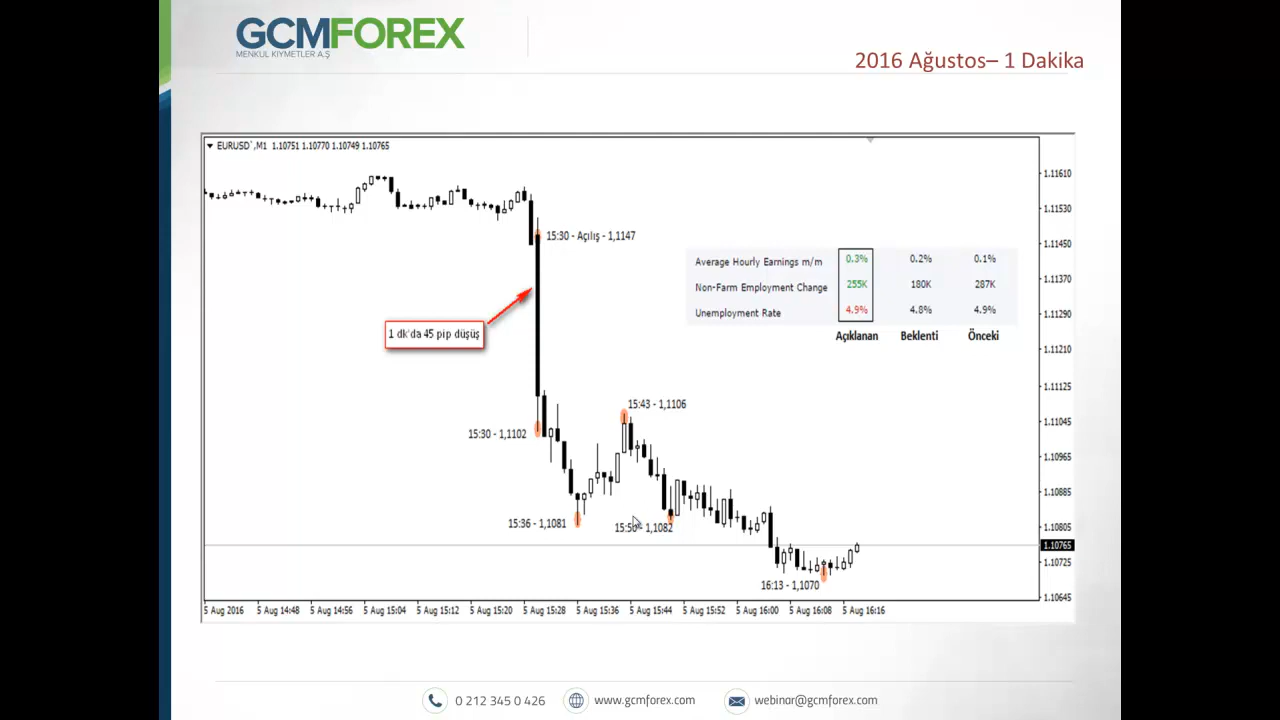 GCMFOREX
MENKUL KIYMETLER A.Ş
2016 Ağustos– 1 Dakika
EURUSD`,M1 1.10751 1.10770 1.10749 1.10765
1.11610
1.11530
1.11450
1.11370
1.11290
1.11210
1.11125
1.11045
1.10965
1.10885
1.10805
1.10765
1.10725
1.10645
15:30 - Açılış - 1,1147
Average Hourly Earnings m/m 0.3% 0.2% 0.1%
Non-Farm Employment Change 255K 180K 287K
Unemployment Rate 4.9% 4.8% 4.9%
Açıklanan Beklenti Önceki
1 dk'da 45 pip düşüş
15:43 - 1,1106
15:30 - 1,1102
15:36 - 1,1081
15:50 - 1,1082
16:13 - 1,1070
5 Aug 2016 5 Aug 14:48 5 Aug 14:56 5 Aug 15:04 5 Aug 15:12 5 Aug 15:20 5 Aug 15:28 5 Aug 15:36 5 Aug 15:44 5 Aug 15:52 5 Aug 16:00 5 Aug 16:08 5 Aug 16:16
0 212 345 0 426 www.gcmforex.com webinar@gcmforex.com